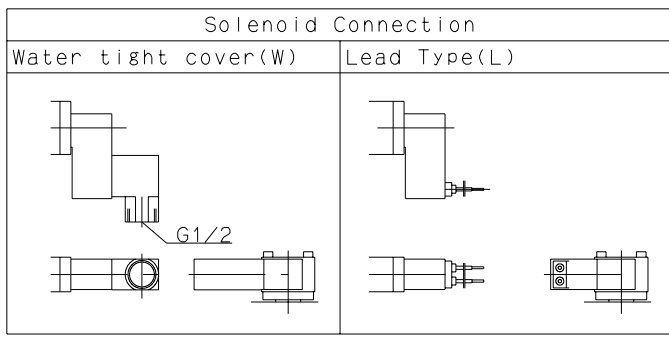 Solenoid Connection
Water tight cover(W)
Lead Type(L)
G1/2